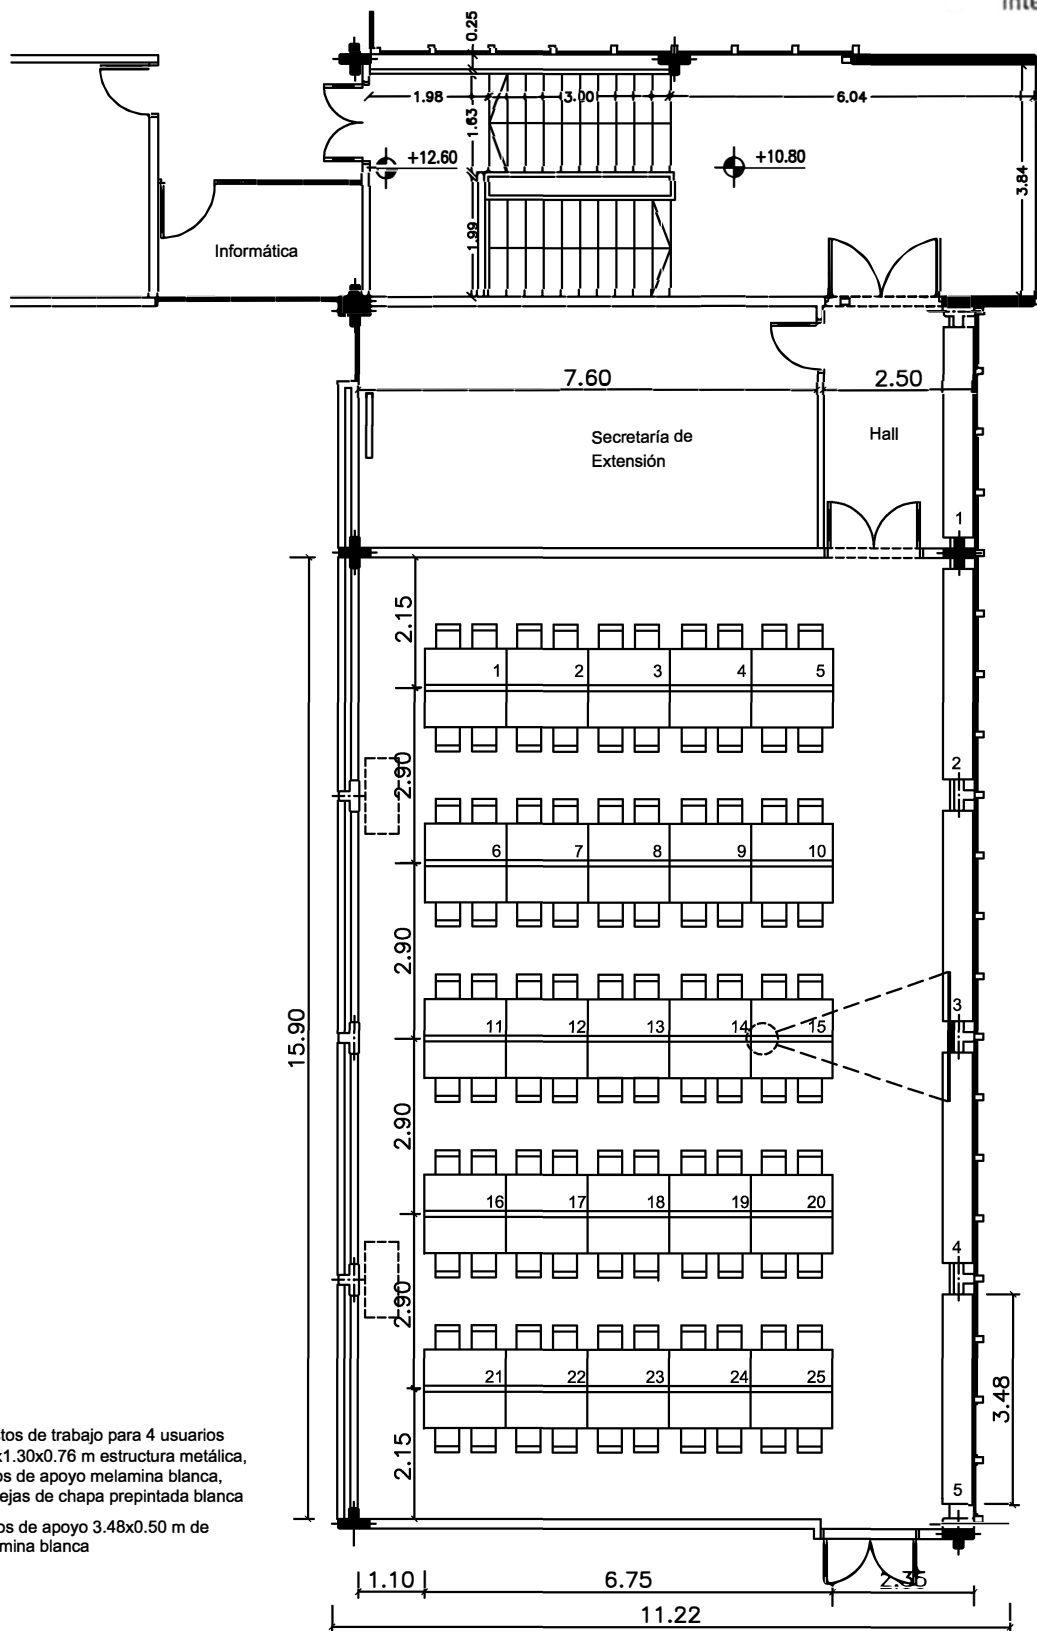 0.25
1.98
3.00
6.04
1.63
+12.60
+10.80
3.84
1.99
Informática
7.60
2.50
Secretaría de
Extensión
Hall
1
2.15
1 2 3 4 5
2.90
2
6 7 8 9 10
2.90
15.90
3
11 12 13 14 15
2.90
16 17 18 19 20
4
2.90
21 22 23 24 25
3.48
2.15
5
tos de trabajo para 4 usuarios
x1.30x0.76 m estructura metálica,
os de apoyo melamina blanca,
ejas de chapa prepintada blanca
os de apoyo 3.48x0.50 m de
mina blanca
1.10
6.75
2.35
11.22